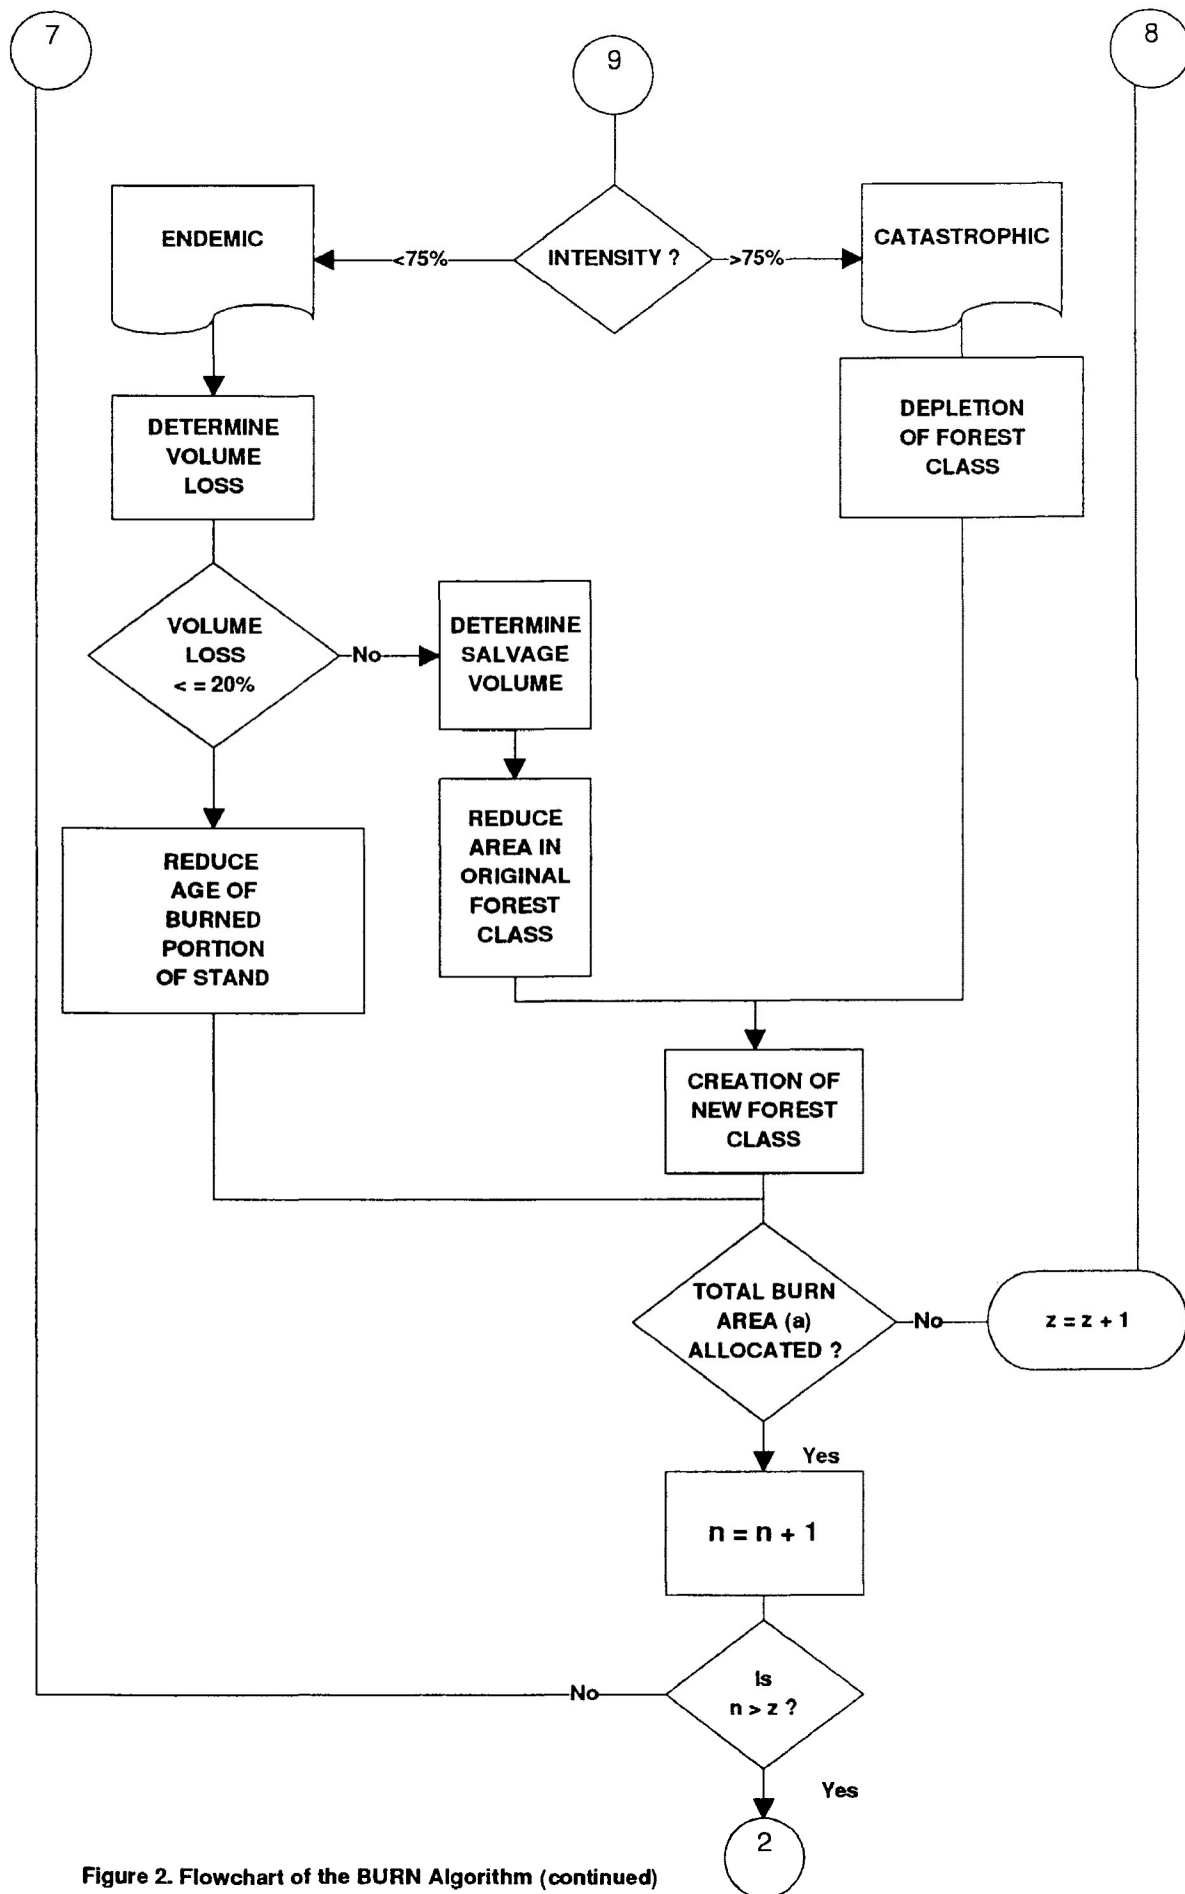 7
9
8
ENDEMIC
<75%
INTENSITY ?
>75%
CATASTROPHIC
DETERMINE
VOLUME
LOSS
DEPLETION
OF FOREST
CLASS
VOLUME
LOSS
< = 20%
No
DETERMINE
SALVAGE
VOLUME
REDUCE
AGE OF
BURNED
PORTION
OF STAND
REDUCE
AREA IN
ORIGINAL
FOREST
CLASS
CREATION OF
NEW FOREST
CLASS
TOTAL BURN
AREA (a)
ALLOCATED ?
No
z = z + 1
Yes
n = n + 1
Is
n > z ?
No
Yes
2
Figure 2. Flowchart of the BURN Algorithm (continued)